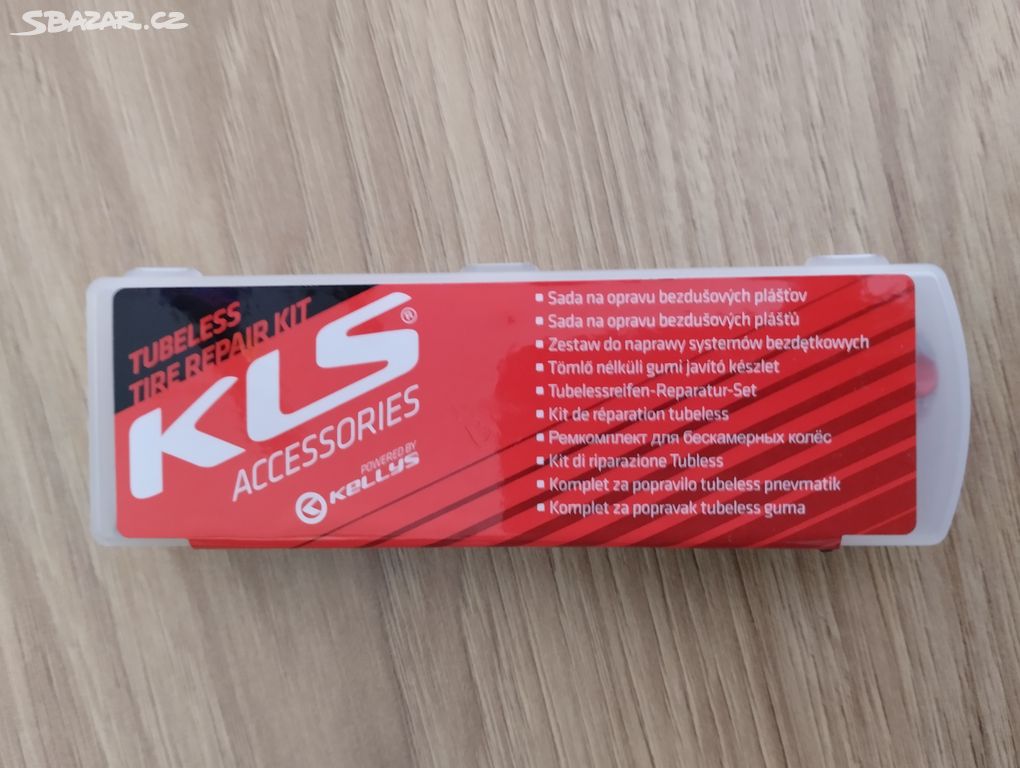 SBAZAR.CZ
TUBELESS
TIRE REPAIR KIT
KLS®
ACCESSORIES
POWERED BY
KELLYS
▪ Sada na opravu bezdušových plášťov
▪ Sada na opravu bezdušových plášťů
▪ Zestaw do naprawy systemów bezdętkowych
▪ Tömlő nélküli gumi javító készlet
▪ Tubelessreifen-Reparatur-Set
▪ Kit de réparation tubeless
▪ Ремкомплект для бескамерных колёс
▪ Kit di riparazione Tubless
▪ Komplet za popravilo tubeless pnevmatik
▪ Komplet za popravak tubeless guma